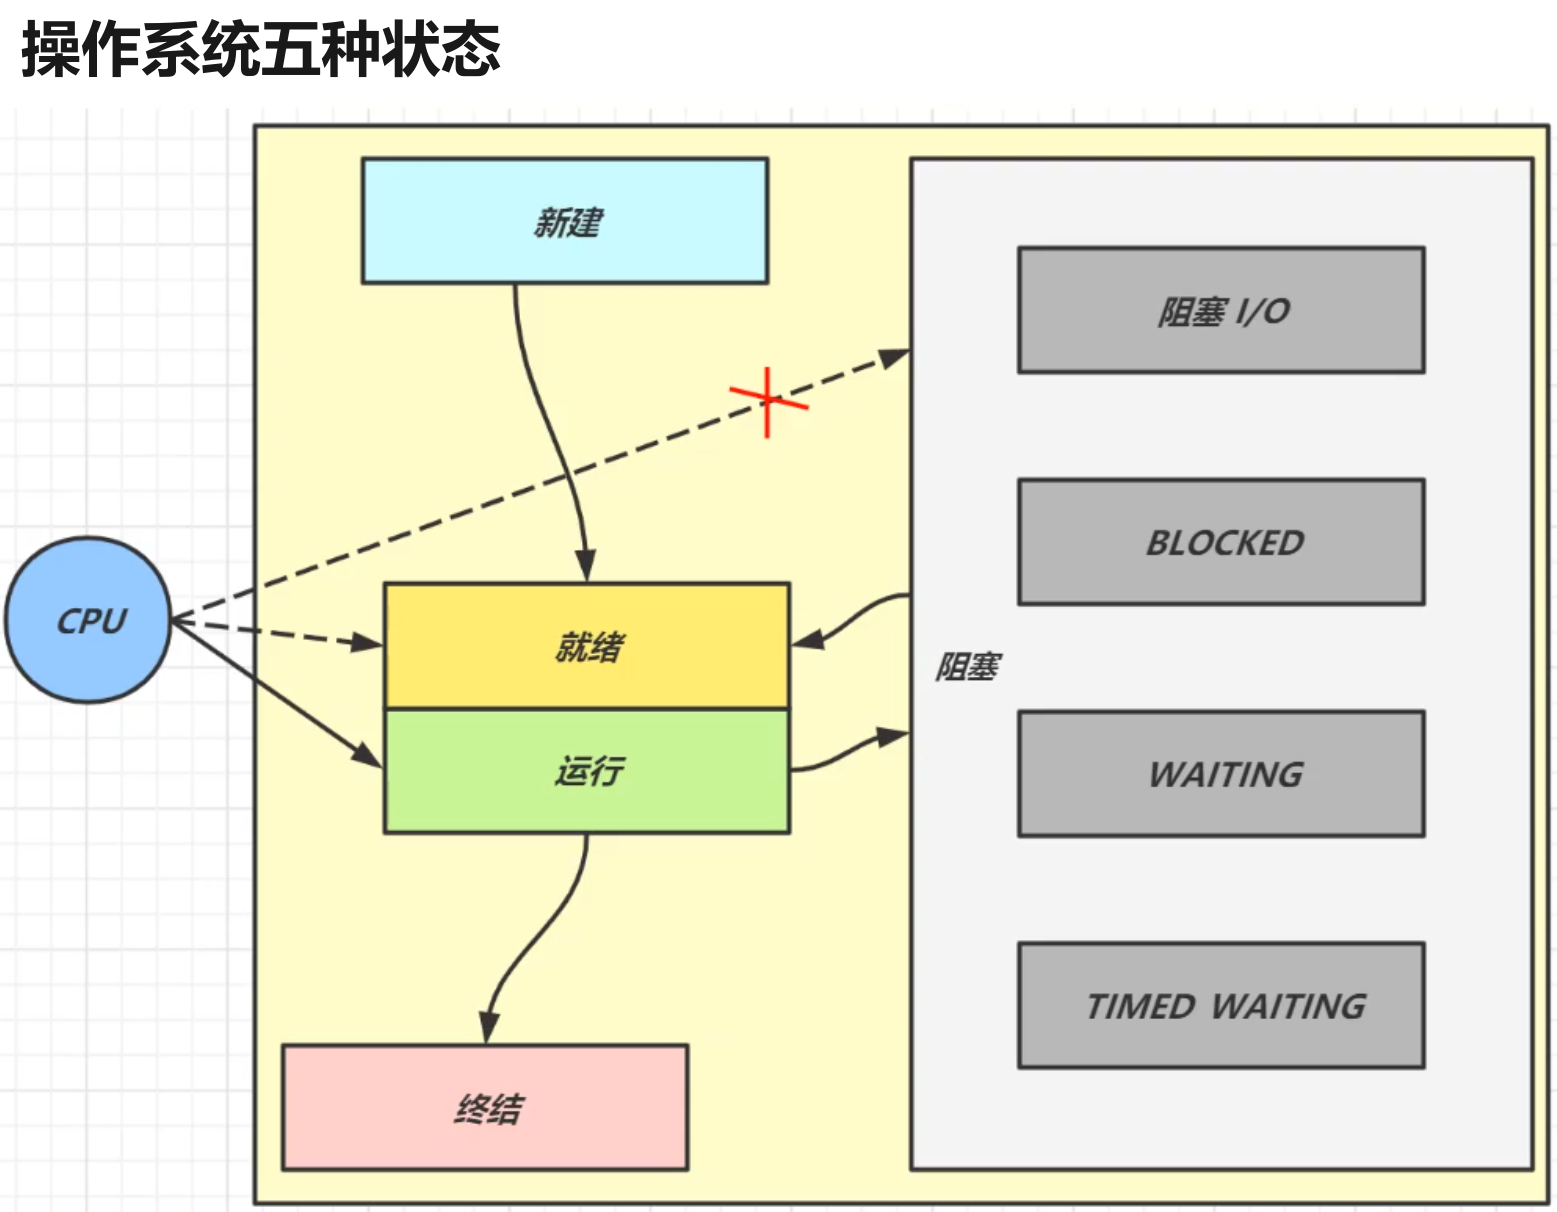 操作系统五种状态
新建
阻塞 I/O
BLOCKED
CPU
就绪
阻塞
运行
WAITING
TIMED WAITING
终结